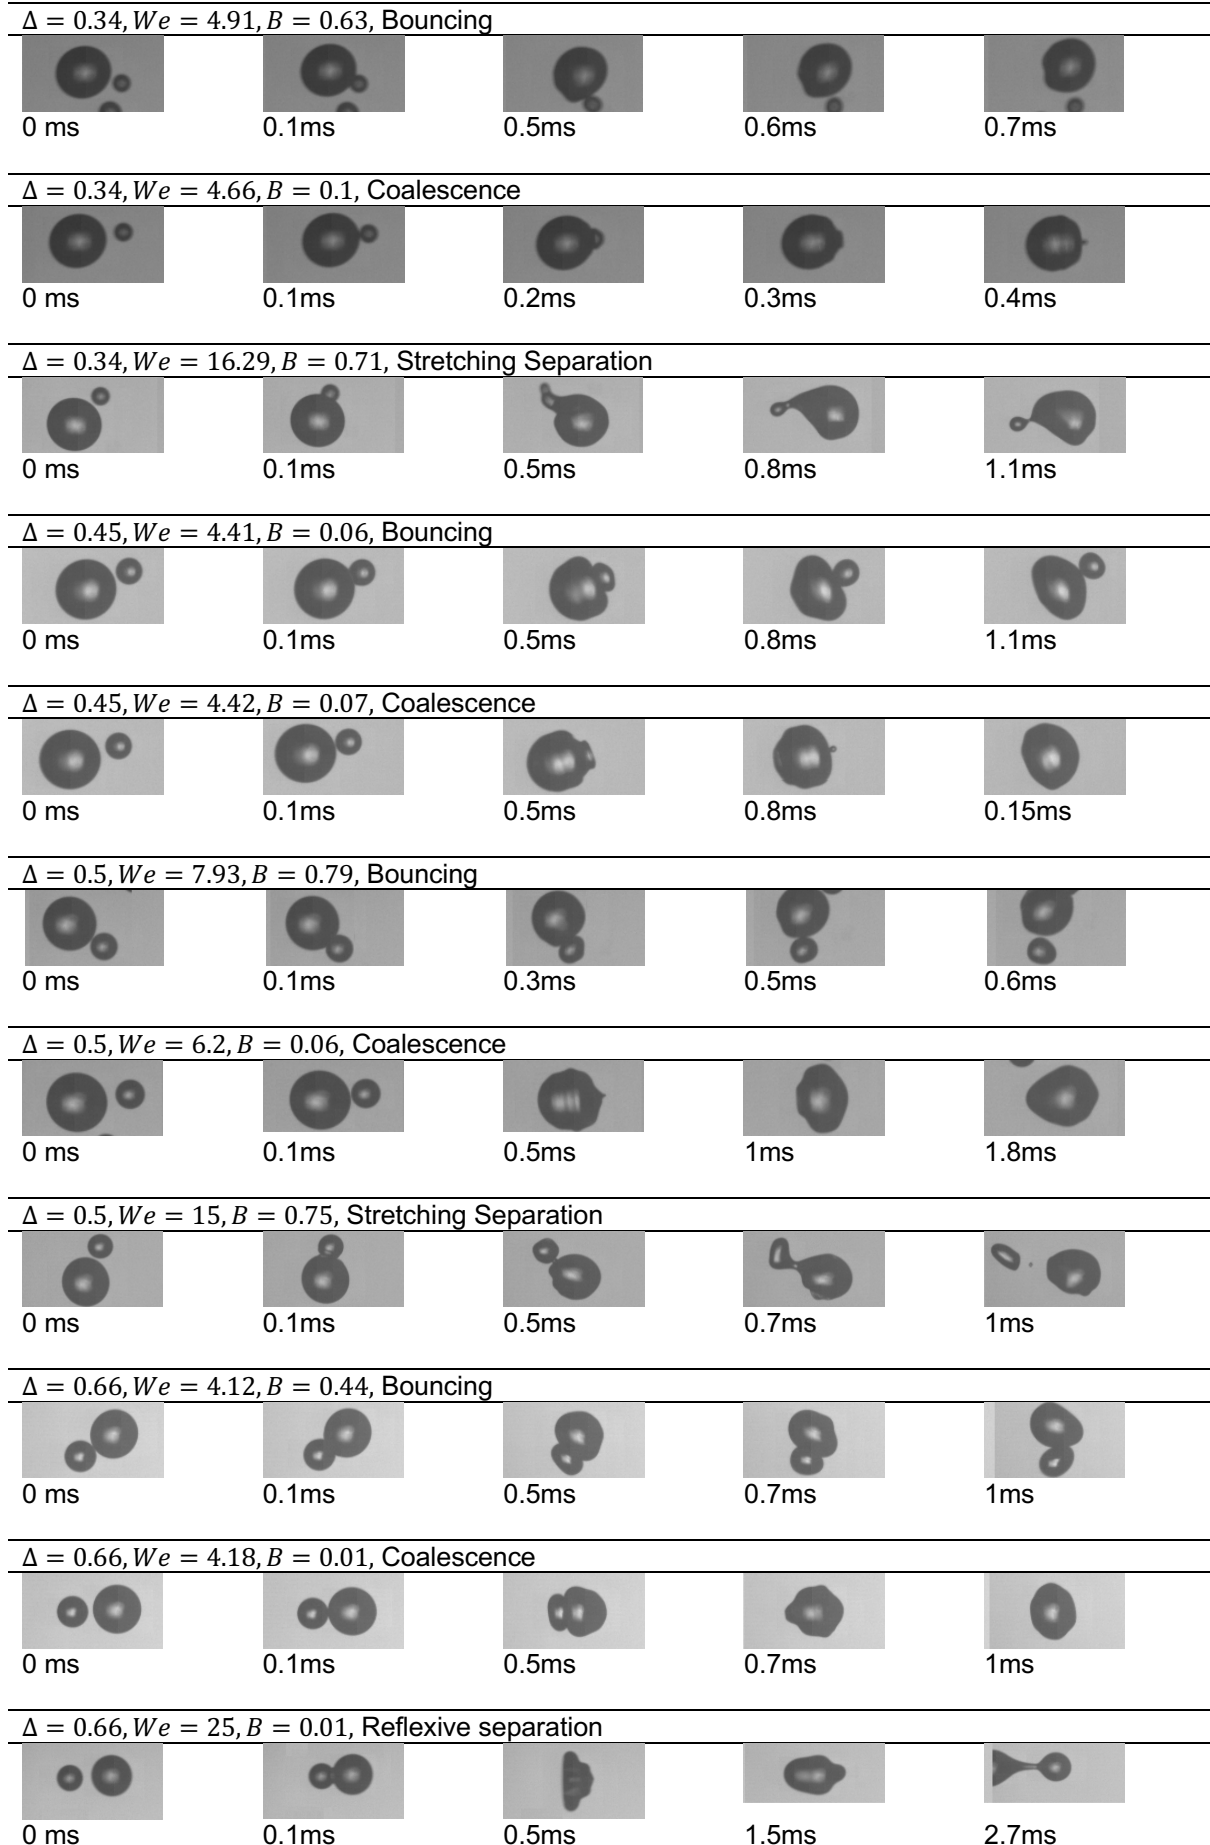 Δ = 0.34, We = 4.91, B = 0.63, Bouncing
0 ms 0.1ms 0.5ms 0.6ms 0.7ms
Δ = 0.34, We = 4.66, B = 0.1, Coalescence
0 ms 0.1ms 0.2ms 0.3ms 0.4ms
Δ = 0.34, We = 16.29, B = 0.71, Stretching Separation
0 ms 0.1ms 0.5ms 0.8ms 1.1ms
Δ = 0.45, We = 4.41, B = 0.06, Bouncing
0 ms 0.1ms 0.5ms 0.8ms 1.1ms
Δ = 0.45, We = 4.42, B = 0.07, Coalescence
0 ms 0.1ms 0.5ms 0.8ms 0.15ms
Δ = 0.5, We = 7.93, B = 0.79, Bouncing
0 ms 0.1ms 0.3ms 0.5ms 0.6ms
Δ = 0.5, We = 6.2, B = 0.06, Coalescence
0 ms 0.1ms 0.5ms 1ms 1.8ms
Δ = 0.5, We = 15, B = 0.75, Stretching Separation
0 ms 0.1ms 0.5ms 0.7ms 1ms
Δ = 0.66, We = 4.12, B = 0.44, Bouncing
0 ms 0.1ms 0.5ms 0.7ms 1ms
Δ = 0.66, We = 4.18, B = 0.01, Coalescence
0 ms 0.1ms 0.5ms 0.7ms 1ms
Δ = 0.66, We = 25, B = 0.01, Reflexive separation
0 ms 0.1ms 0.5ms 1.5ms 2.7ms